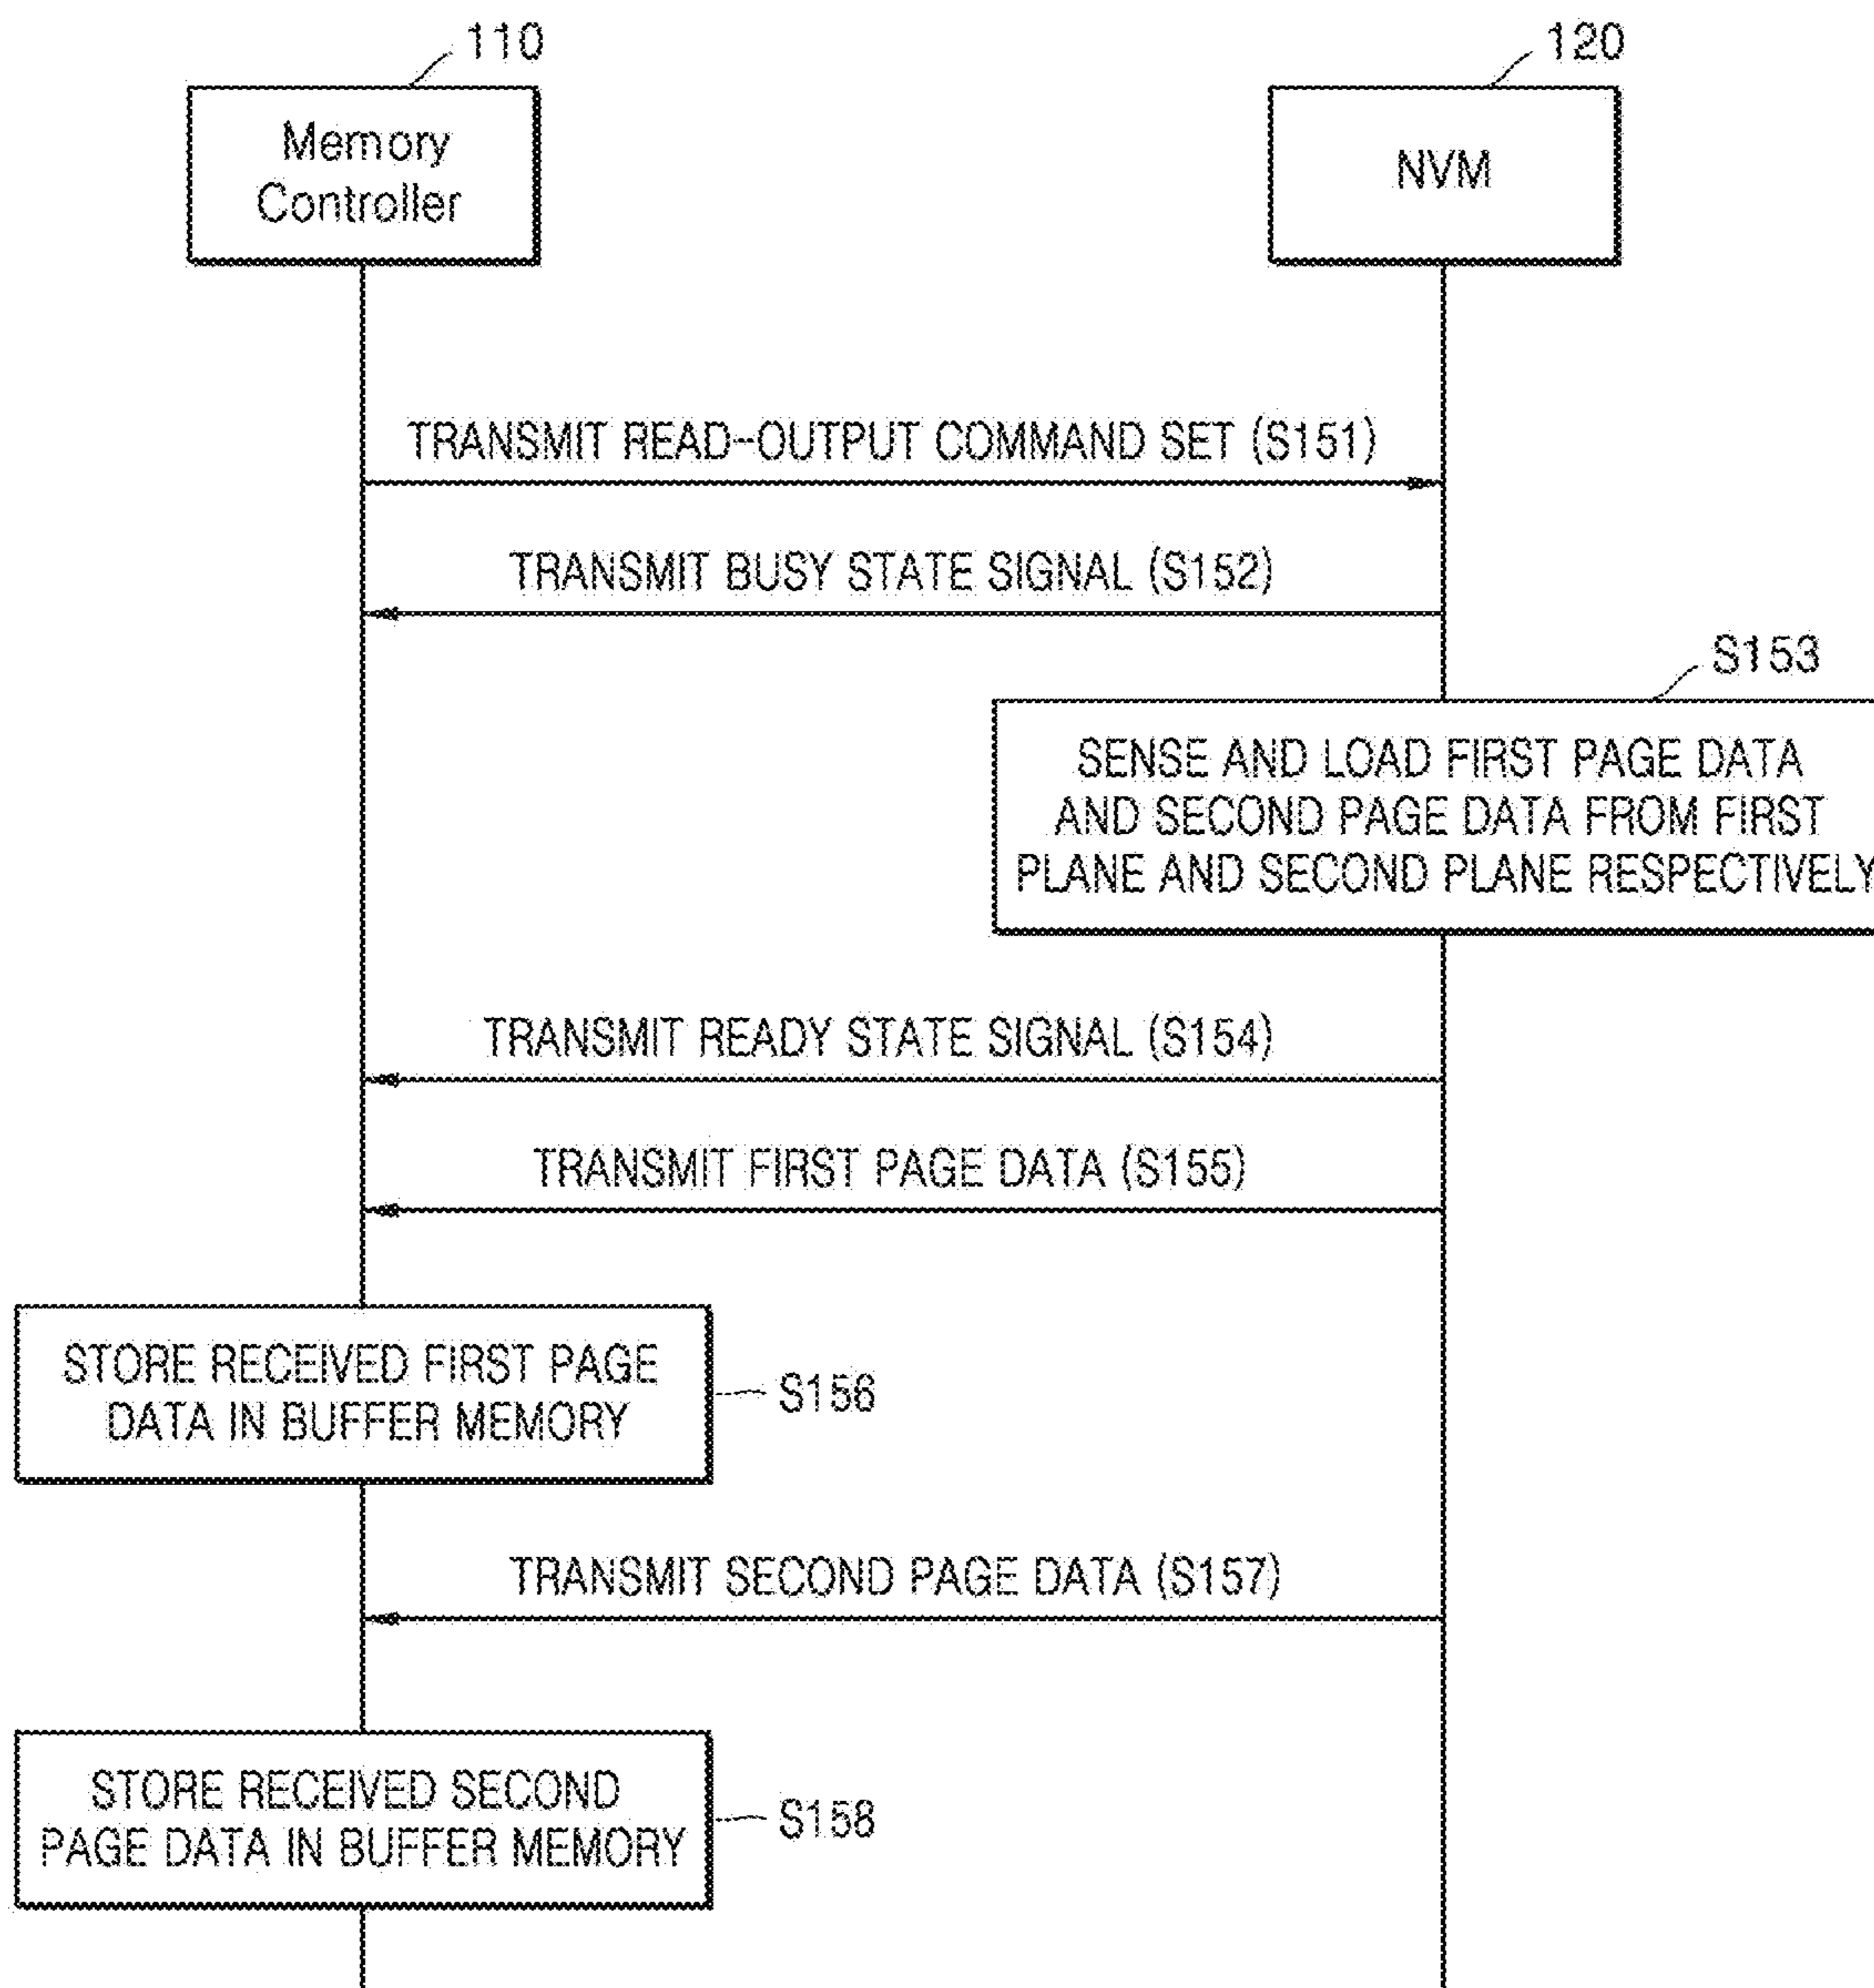 110
120
Memory
Controller
NVM
TRANSMIT READ-OUTPUT COMMAND SET (S151)
TRANSMIT BUSY STATE SIGNAL (S152)
S153
SENSE AND LOAD FIRST PAGE DATA
AND SECOND PAGE DATA FROM FIRST
PLANE AND SECOND PLANE RESPECTIVELY
TRANSMIT READY STATE SIGNAL (S154)
TRANSMIT FIRST PAGE DATA (S155)
STORE RECEIVED FIRST PAGE
DATA IN BUFFER MEMORY
S156
TRANSMIT SECOND PAGE DATA (S157)
STORE RECEIVED SECOND
PAGE DATA IN BUFFER MEMORY
S158